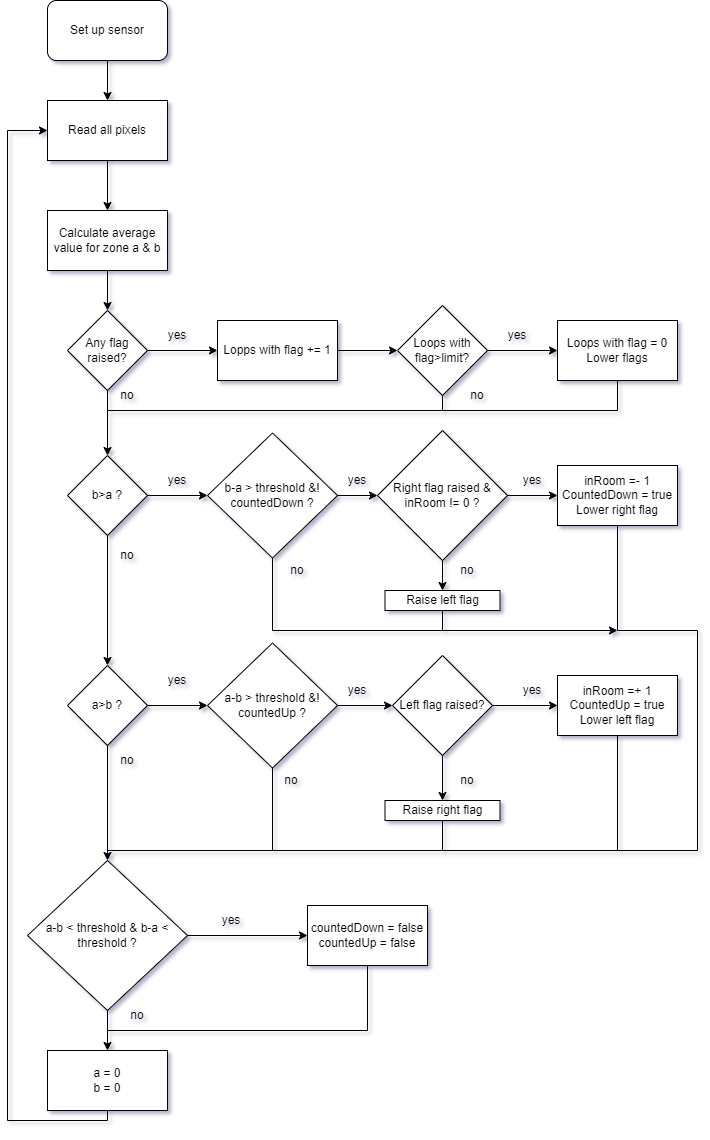 Set up sensor
Read all pixels
Calculate average
value for zone a & b
Any flag
raised?
yes
Lopps with flag += 1
Loops with
flag>limit?
yes
Loops with flag = 0
Lower flags
no
no
b>a ?
yes
b-a > threshold &!
countedDown ?
yes
Right flag raised &
inRoom != 0 ?
yes
inRoom =- 1
CountedDown = true
Lower right flag
no
no
no
Raise left flag
a>b ?
yes
a-b > threshold &!
countedUp ?
yes
Left flag raised?
yes
inRoom =+ 1
CountedUp = true
Lower left flag
no
no
no
Raise right flag
a-b < threshold & b-a <
threshold ?
yes
countedDown = false
countedUp = false
no
a = 0
b = 0